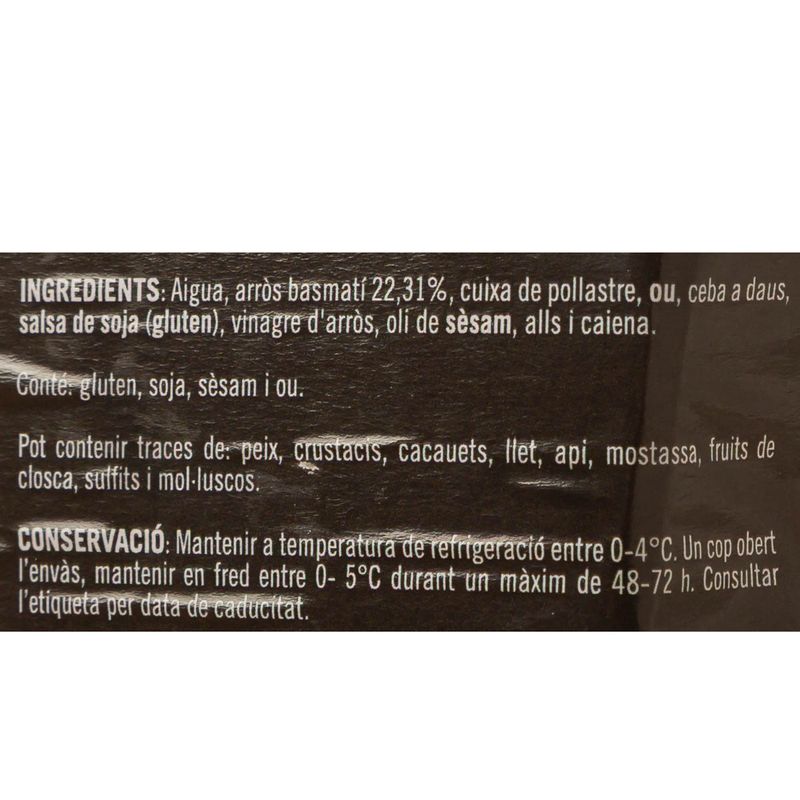 INGREDIENTS: Aigua, arròs basmatí 22,31%, cuixa de pollastre, ou, ceba a daus,
salsa de soja (gluten), vinagre d'arròs, oli de sèsam, alls i caiena.
Conté: gluten, soja, sèsam i ou.
Pot contenir traces de: peix, crustacis, cacauets, llet, api, mostassa, fruits de
closca, sulfits i mol·luscos.
CONSERVACIÓ: Mantenir a temperatura de refrigeració entre 0-4°C. Un cop obert
l'envàs, mantenir en fred entre 0- 5°C durant un màxim de 48-72 h. Consultar
l'etiqueta per data de caducitat.